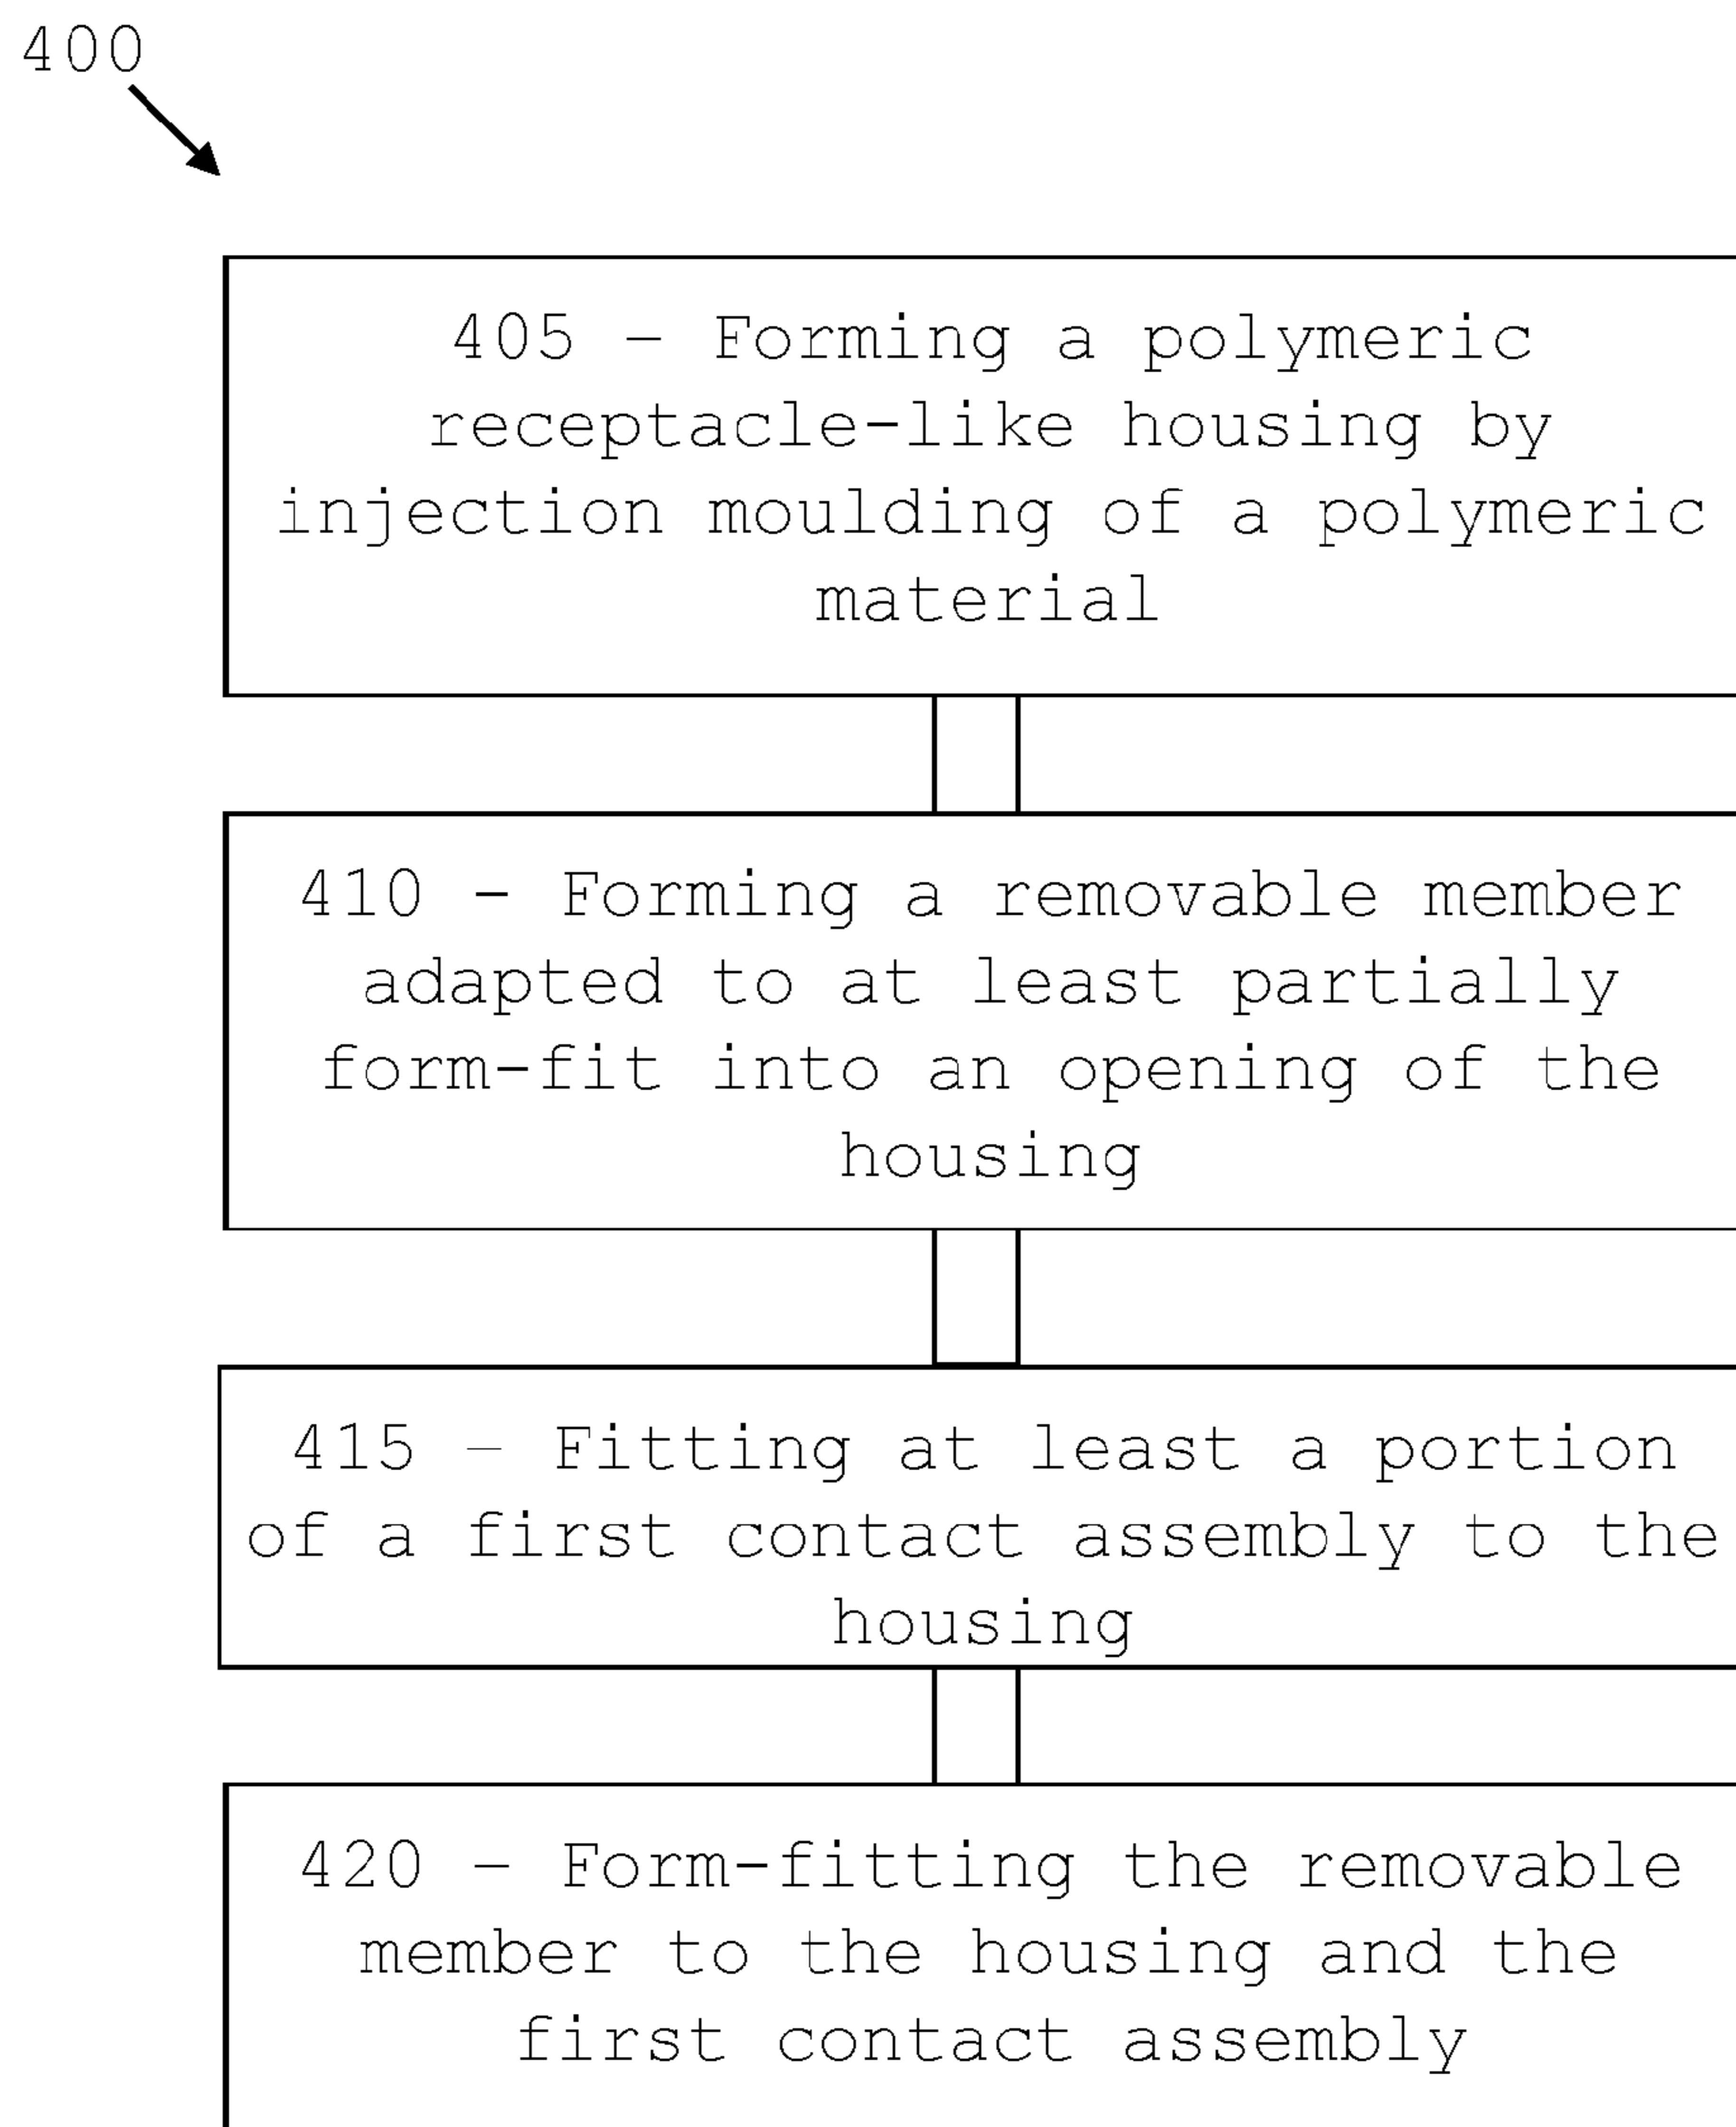 400
405 – Forming a polymeric
receptacle-like housing by
injection moulding of a polymeric
material
410 - Forming a removable member
adapted to at least partially
form-fit into an opening of the
housing
415 – Fitting at least a portion
of a first contact assembly to the
housing
420 – Form-fitting the removable
member to the housing and the
first contact assembly